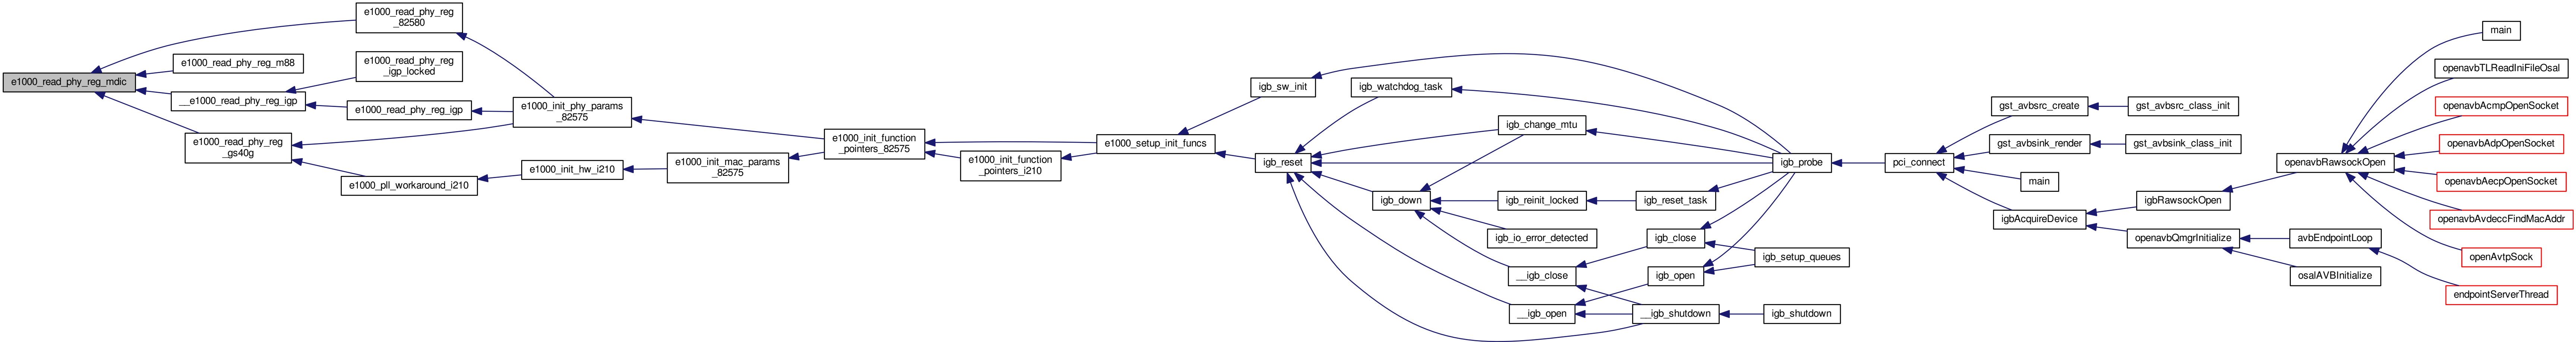 e1000_read_phy_reg_mdic
e1000_read_phy_reg
_82580
e1000_read_phy_reg_m88
e1000_read_phy_reg
_igp_locked
__e1000_read_phy_reg_igp
e1000_read_phy_reg_igp
e1000_read_phy_reg
_gs40g
e1000_init_phy_params
_82575
e1000_pll_workaround_i210
e1000_init_hw_i210
e1000_init_mac_params
_82575
e1000_init_function
_pointers_82575
e1000_init_function
_pointers_i210
e1000_setup_init_funcs
igb_sw_init
igb_reset
igb_watchdog_task
igb_change_mtu
igb_down
igb_reinit_locked
igb_reset_task
igb_io_error_detected
igb_close
__igb_close
igb_open
igb_setup_queues
__igb_open
__igb_shutdown
igb_shutdown
igb_probe
pci_connect
gst_avbsrc_create
gst_avbsrc_class_init
gst_avbsink_render
gst_avbsink_class_init
main
igbAcquireDevice
igbRawsockOpen
openavbQmgrInitialize
avbEndpointLoop
osalAVBInitialize
openavbRawsockOpen
main
openavbTLReadIniFileOsal
openavbAcmpOpenSocket
openavbAdpOpenSocket
openavbAecpOpenSocket
openavbAvdeccFindMacAddr
openAvtpSock
endpointServerThread